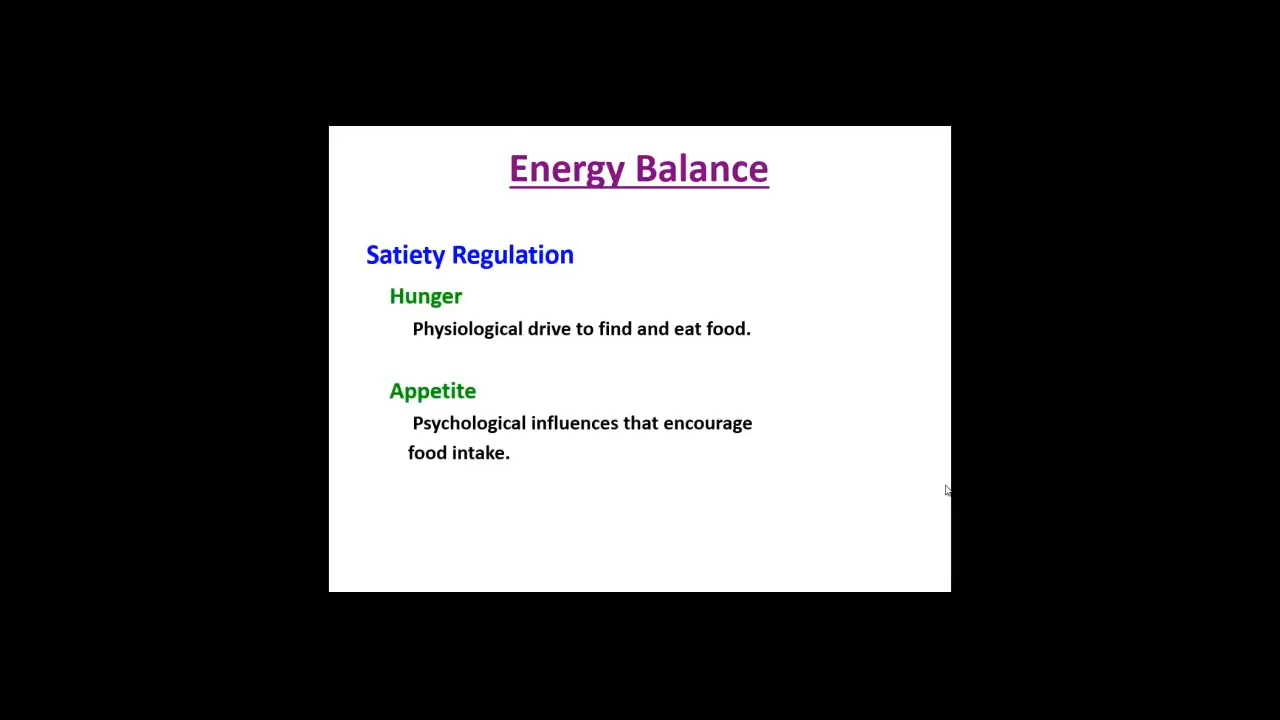 Energy Balance
Satiety Regulation
Hunger
Physiological drive to find and eat food.
Appetite
Psychological influences that encourage
food intake.